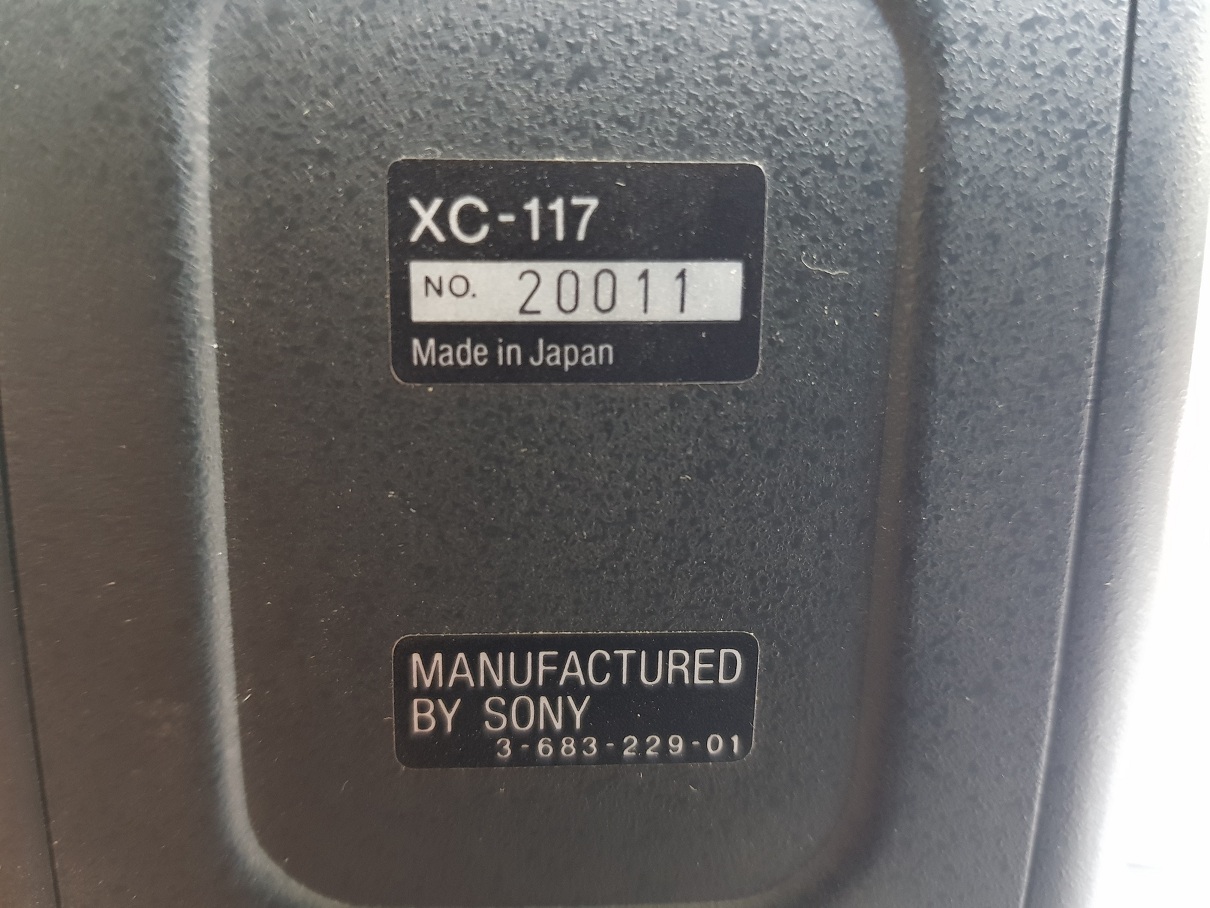 XC-117
NO. 20011
Made in Japan
MANUFACTURED
BY SONY
3-683-229-01